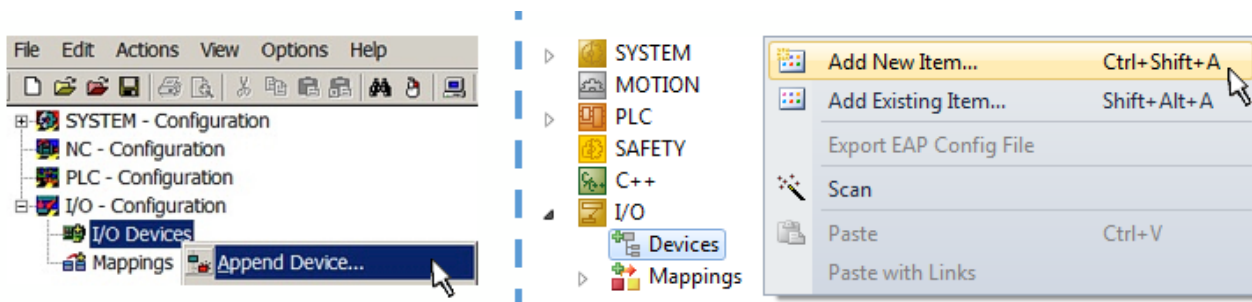 File Edit Actions View Options Help
SYSTEM - Configuration
NC - Configuration
PLC - Configuration
I/O - Configuration
I/O Devices
Mappings
Append Device...
SYSTEM
MOTION
PLC
SAFETY
C++
I/O
Devices
Mappings
Add New Item... Ctrl+Shift+A
Add Existing Item... Shift+Alt+A
Export EAP Config File
Scan
Paste Ctrl+V
Paste with Links